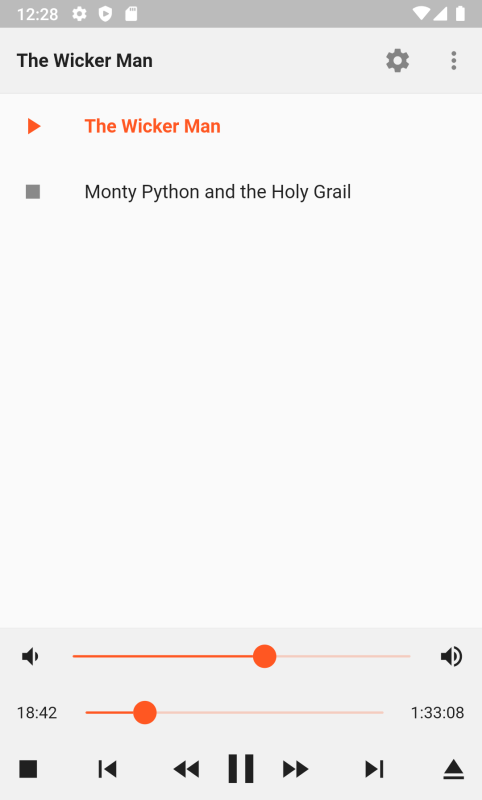 12:28
The Wicker Man
The Wicker Man
Monty Python and the Holy Grail
18:42 1:33:08